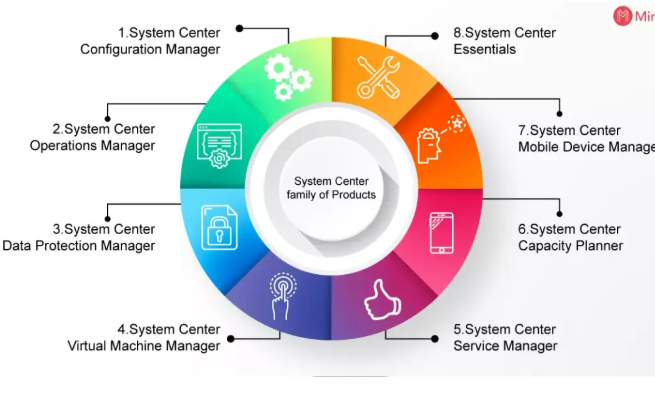 Min
1.System Center
Configuration Manager
8.System Center
Essentials
2.System Center
Operations Manager
7.System Center
Mobile Device Manage
System Center
family of Products
3.System Center
Data Protection Manager
6.System Center
Capacity Planner
4.System Center
Virtual Machine Manager
5.System Center
Service Manager